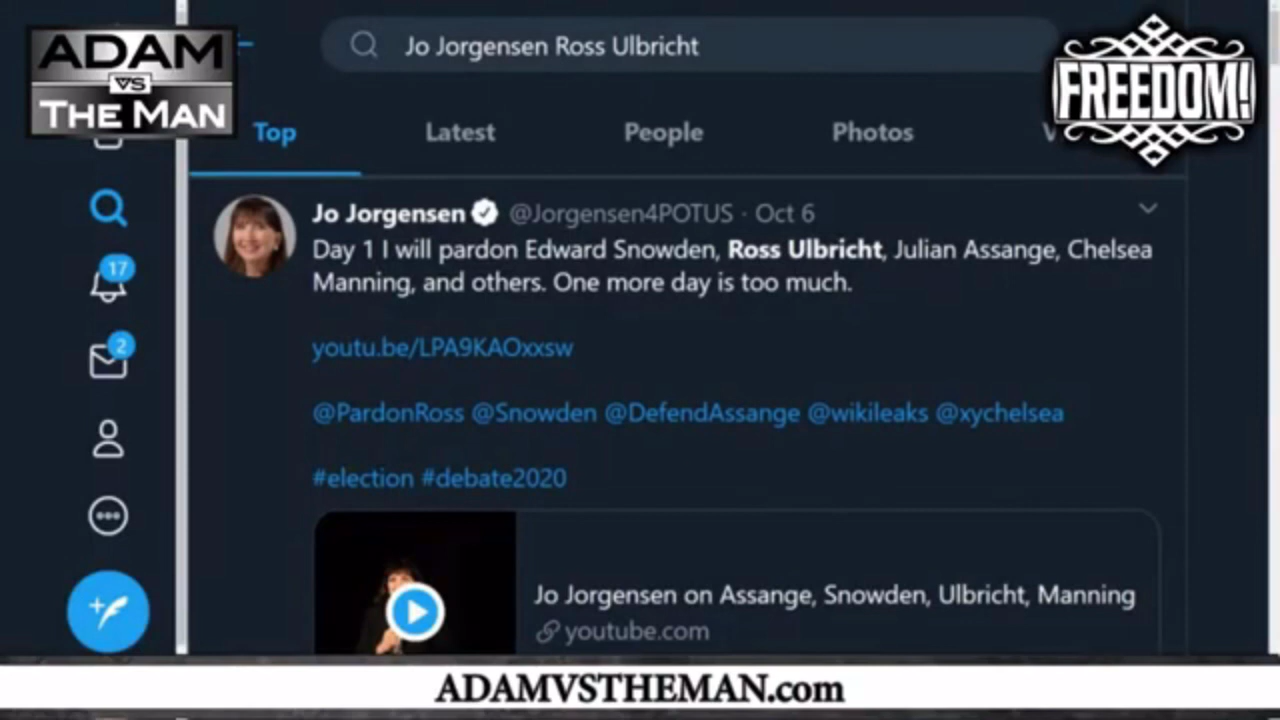 ADAM
VS
THE MAN
Jo Jorgensen Ross Ulbricht
FREEDOM!
Top
Latest
People
Photos
V
Jo Jorgensen @Jorgensen4POTUS · Oct 6
Day 1 I will pardon Edward Snowden, Ross Ulbricht, Julian Assange, Chelsea
Manning, and others. One more day is too much.
youtu.be/LPA9KAOxxsw
@PardonRoss @Snowden @DefendAssange @wikileaks @xychelsea
#election #debate2020
17
2
Jo Jorgensen on Assange, Snowden, Ulbricht, Manning
youtube.com
ADAMVSTHEMAN.com